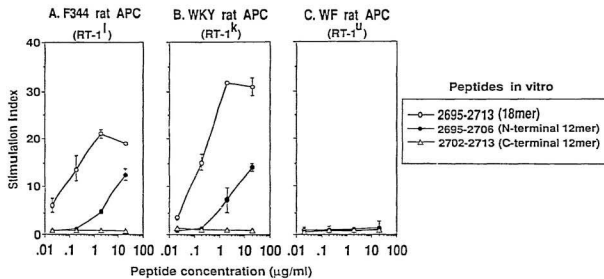 A. F344 rat APC
(RT-1^l)
B. WKY rat APC
(RT-1^k)
C. WF rat APC
(RT-1^u)
40
30
20
10
0
Stimulation Index
.01 .1 1 10 100
.01 .1 1 10 100
.01 .1 1 10 100
Peptide concentration (µg/ml)
Peptides in vitro
2695-2713 (18mer)
2695-2706 (N-terminal 12mer)
2702-2713 (C-terminal 12mer)